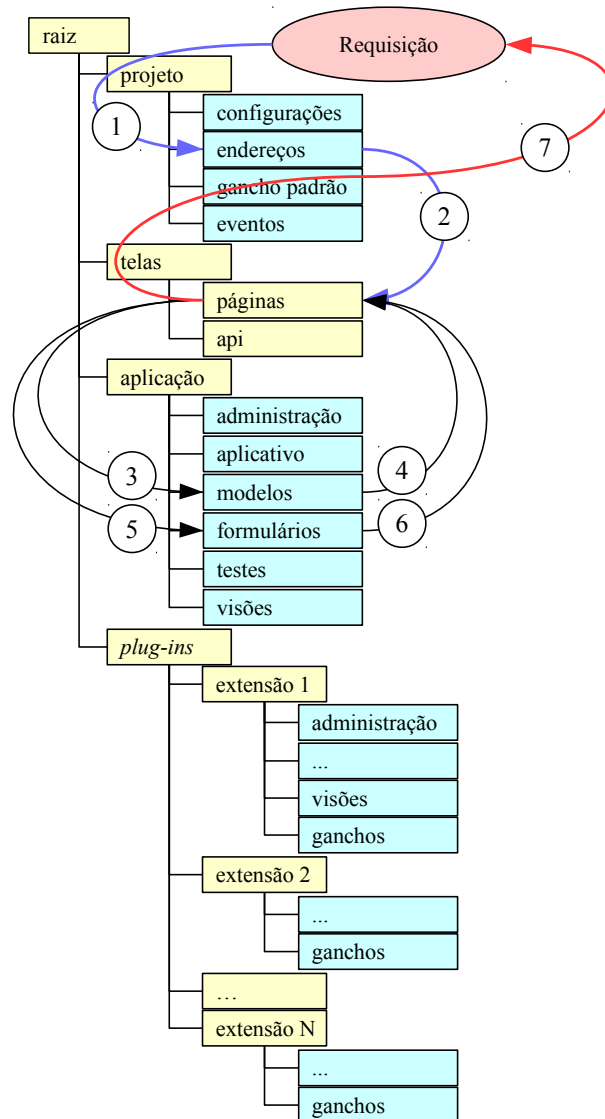 raiz
Requisição
projeto
1
configurações
7
endereços
gancho padrão
2
eventos
telas
páginas
api
aplicação
administração
aplicativo
3
4
modelos
5
6
formulários
testes
visões
plug-ins
extensão 1
administração
...
visões
ganchos
extensão 2
...
ganchos
…
extensão N
...
ganchos